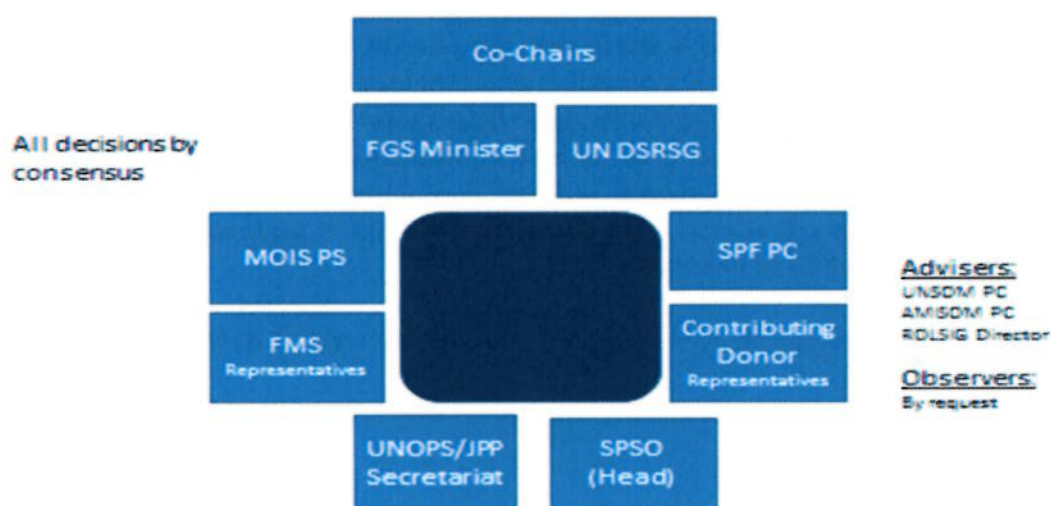 Co-Chairs
All decisions by
consensus
FGS Minister
UN DSRSG
MOIS PS
SPF PC
FMS
Representatives
Contributing
Donor
Representatives
Advisers:
UNSOM PC
AMISOM PC
ROLSIG Director
Observers:
By request
UNOPS/JPP
Secretariat
SPSO
(Head)